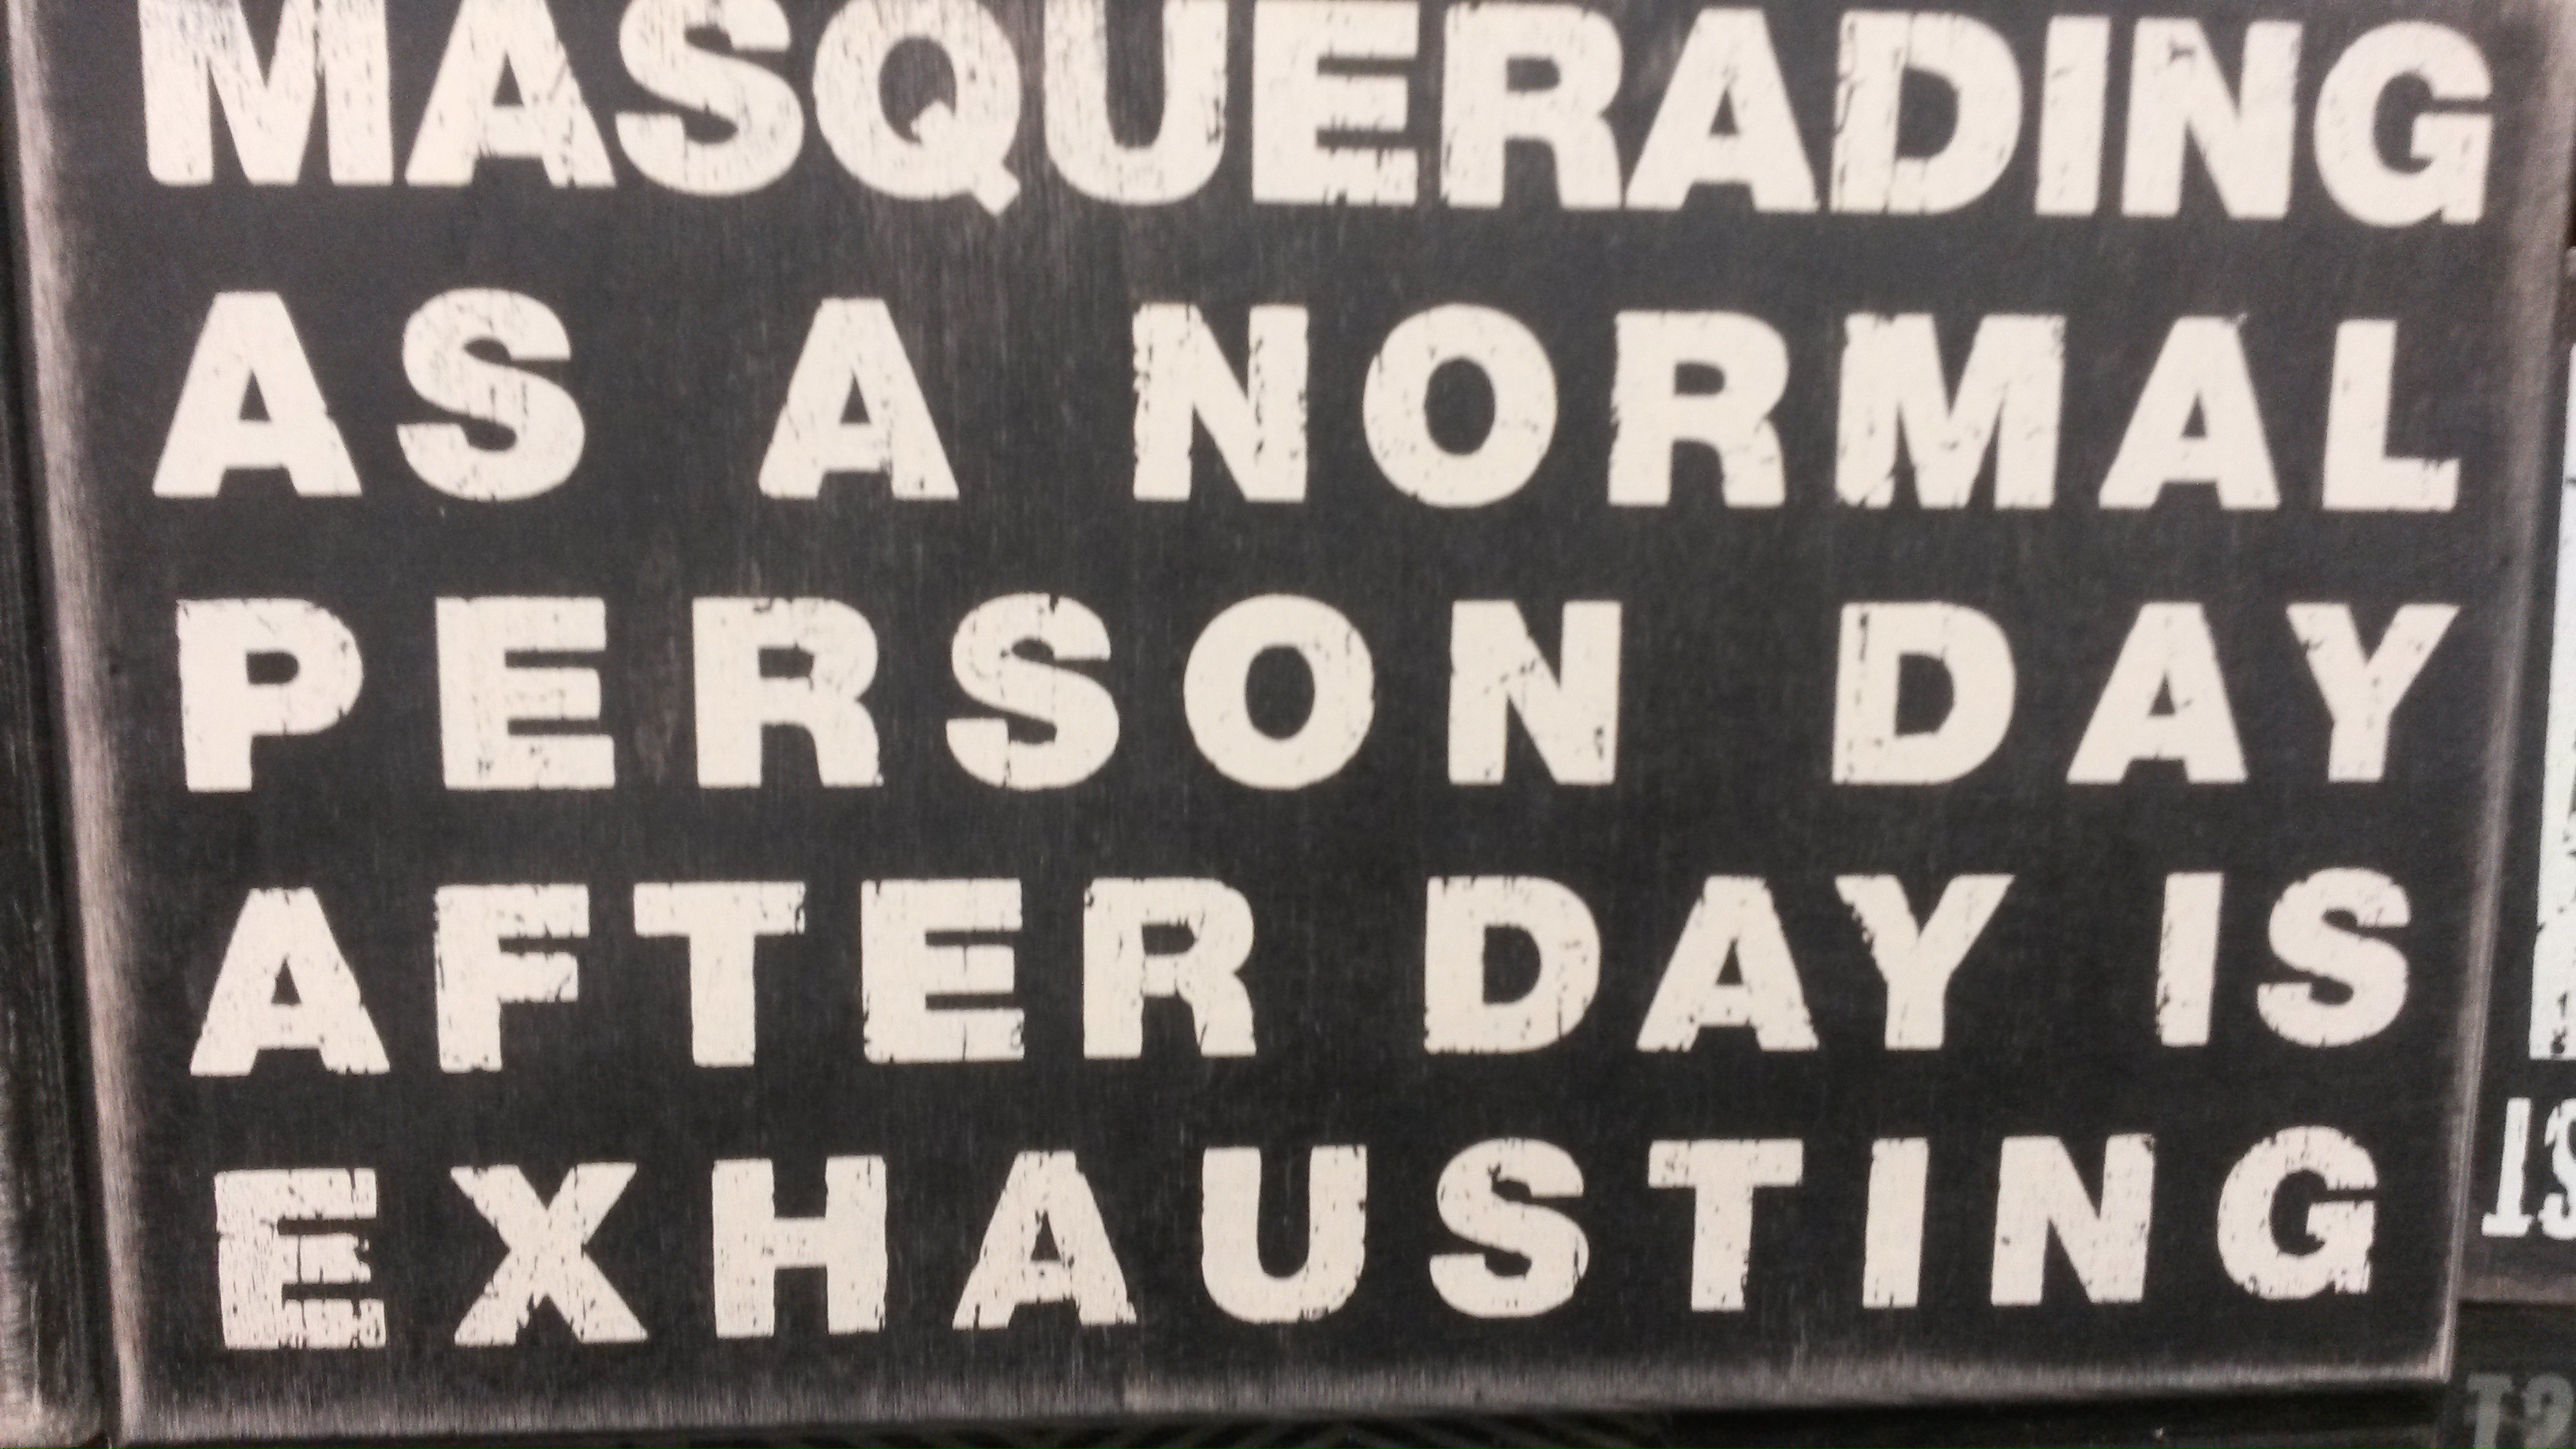 MASQUERADING
AS A NORMAL
PERSON DAY
AFTER DAY IS
EXHAUSTING